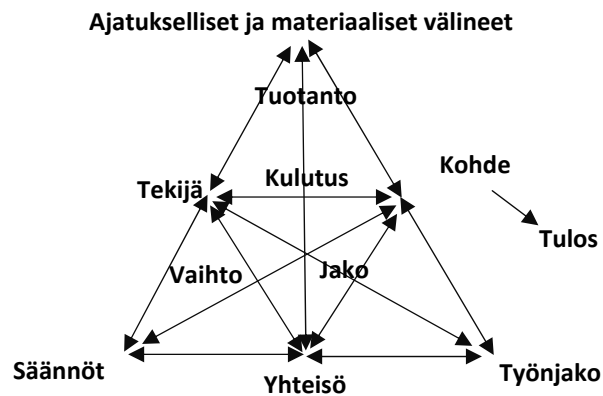 Ajatukselliset ja materiaaliset välineet
Tuotanto
Kohde
Tekijä
Kulutus
Tulos
Vaihto
Jako
Säännöt
Yhteisö
Työnjako